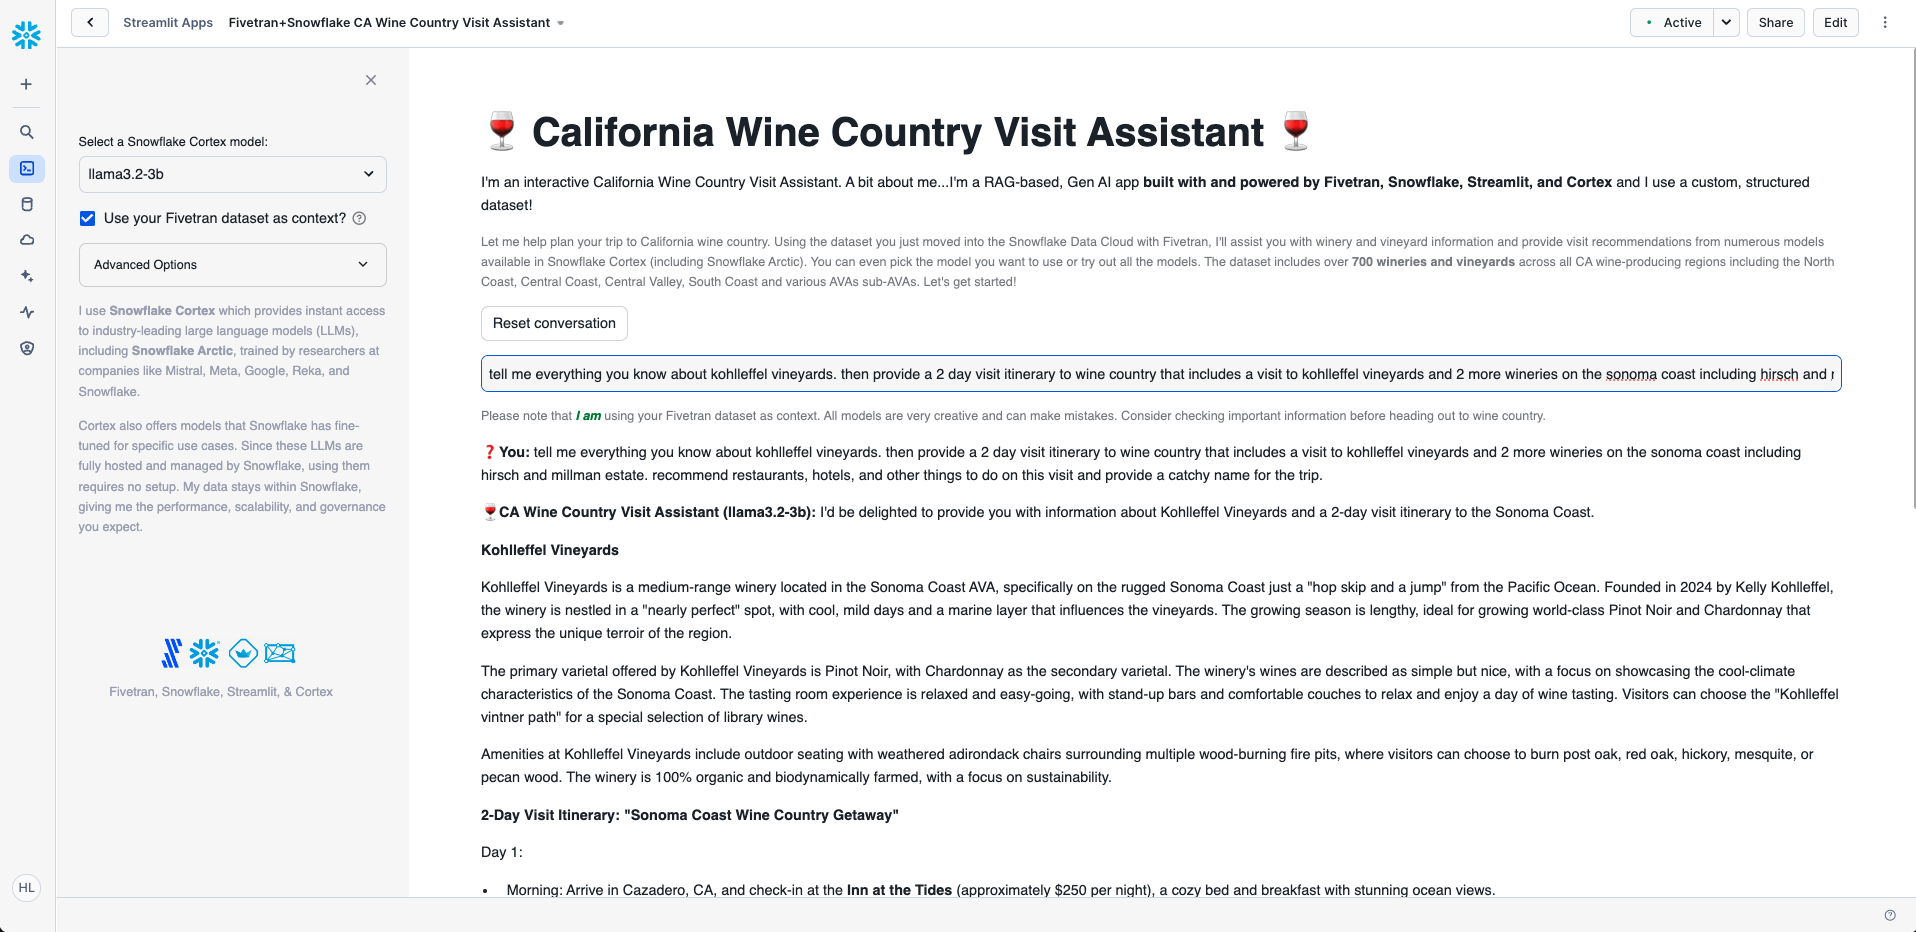 Streamlit Apps
Fivetran+Snowflake CA Wine Country Visit Assistant
Active
Share
Edit
Select a Snowflake Cortex model:
llama3.2-3b
Use your Fivetran dataset as context?
Advanced Options
I use Snowflake Cortex which provides instant access
to industry-leading large language models (LLMs),
including Snowflake Arctic, trained by researchers at
companies like Mistral, Meta, Google, Reka, and
Snowflake.
Cortex also offers models that Snowflake has fine-
tuned for specific use cases. Since these LLMs are
fully hosted and managed by Snowflake, using them
requires no setup. My data stays within Snowflake,
giving me the performance, scalability, and governance
you expect.
Fivetran, Snowflake, Streamlit, & Cortex
HL
California Wine Country Visit Assistant
I'm an interactive California Wine Country Visit Assistant. A bit about me...I'm a RAG-based, Gen AI app built with and powered by Fivetran, Snowflake, Streamlit, and Cortex and I use a custom, structured
dataset!
Let me help plan your trip to California wine country. Using the dataset you just moved into the Snowflake Data Cloud with Fivetran, I'll assist you with winery and vineyard information and provide visit recommendations from numerous models
available in Snowflake Cortex (including Snowflake Arctic). You can even pick the model you want to use or try out all the models. The dataset includes over 700 wineries and vineyards across all CA wine-producing regions including the North
Coast, Central Coast, Central Valley, South Coast and various AVAs sub-AVAs. Let's get started!
Reset conversation
tell me everything you know about kohlleffel vineyards. then provide a 2 day visit itinerary to wine country that includes a visit to kohlleffel vineyards and 2 more wineries on the sonoma coast including hirsch and
Please note that I am using your Fivetran dataset as context. All models are very creative and can make mistakes. Consider checking important information before heading out to wine country.
❓You: tell me everything you know about kohlleffel vineyards. then provide a 2 day visit itinerary to wine country that includes a visit to kohlleffel vineyards and 2 more wineries on the sonoma coast including
hirsch and millman estate. recommend restaurants, hotels, and other things to do on this visit and provide a catchy name for the trip.
🍷CA Wine Country Visit Assistant (llama3.2-3b): I'd be delighted to provide you with information about Kohlleffel Vineyards and a 2-day visit itinerary to the Sonoma Coast.
Kohlleffel Vineyards
Kohlleffel Vineyards is a medium-range winery located in the Sonoma Coast AVA, specifically on the rugged Sonoma Coast just a "hop skip and a jump" from the Pacific Ocean. Founded in 2024 by Kelly Kohlleffel,
the winery is nestled in a "nearly perfect" spot, with cool, mild days and a marine layer that influences the vineyards. The growing season is lengthy, ideal for growing world-class Pinot Noir and Chardonnay that
express the unique terroir of the region.
The primary varietal offered by Kohlleffel Vineyards is Pinot Noir, with Chardonnay as the secondary varietal. The winery's wines are described as simple but nice, with a focus on showcasing the cool-climate
characteristics of the Sonoma Coast. The tasting room experience is relaxed and easy-going, with stand-up bars and comfortable couches to relax and enjoy a day of wine tasting. Visitors can choose the "Kohlleffel
vintner path" for a special selection of library wines.
Amenities at Kohlleffel Vineyards include outdoor seating with weathered adirondack chairs surrounding multiple wood-burning fire pits, where visitors can choose to burn post oak, red oak, hickory, mesquite, or
pecan wood. The winery is 100% organic and biodynamically farmed, with a focus on sustainability.
2-Day Visit Itinerary: "Sonoma Coast Wine Country Getaway"
Day 1:
• Morning: Arrive in Cazadero, CA, and check-in at the Inn at the Tides (approximately $250 per night), a cozy bed and breakfast with stunning ocean views.